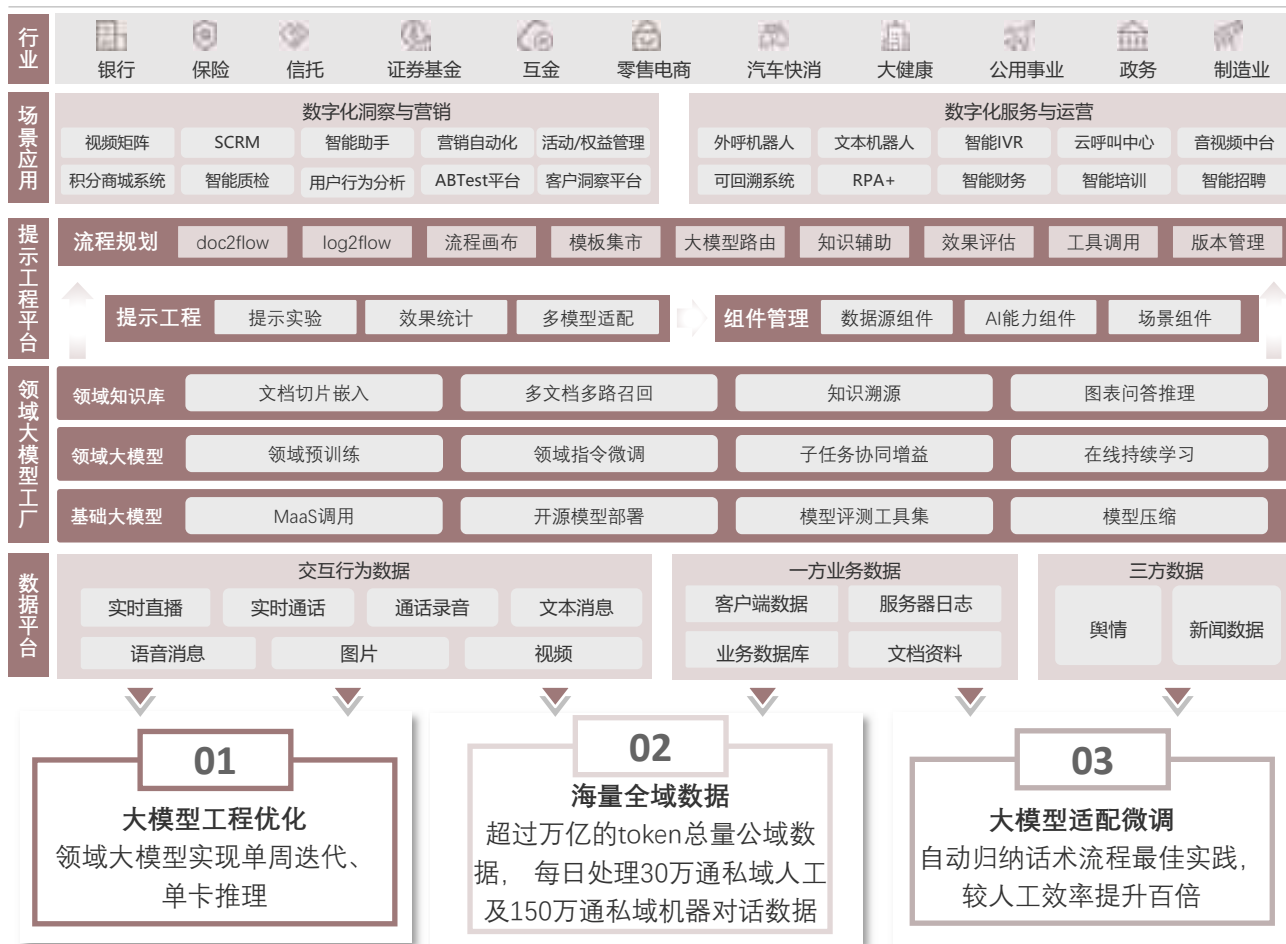 行业
银行 保险 信托 证券基金 互金 零售电商 汽车快消 大健康 公用事业 政务 制造业
场景应用
数字化洞察与营销
视频矩阵 SCRM 智能助手 营销自动化 活动/权益管理
积分商城系统 智能质检 用户行为分析 ABTest平台 客户洞察平台
数字化服务与运营
外呼机器人 文本机器人 智能IVR 云呼叫中心 音视频中台
可回溯系统 RPA+ 智能财务 智能培训 智能招聘
提示工程平台
流程规划 doc2flow log2flow 流程画布 模板集市 大模型路由 知识辅助 效果评估 工具调用 版本管理
提示工程 提示实验 效果统计 多模型适配
组件管理 数据源组件 AI能力组件 场景组件
领域大模型工厂
领域知识库 文档切片嵌入 多文档多路召回 知识溯源 图表问答推理
领域大模型 领域预训练 领域指令微调 子任务协同增益 在线持续学习
基础大模型 MaaS调用 开源模型部署 模型评测工具集 模型压缩
数据平台
交互行为数据
实时直播 实时通话 通话录音 文本消息
语音消息 图片 视频
一方业务数据
客户端数据 服务器日志
业务数据库 文档资料
三方数据
舆情 新闻数据
01
大模型工程优化
领域大模型实现单周迭代、
单卡推理
02
海量全域数据
超过万亿的token总量公域数
据， 每日处理30万通私域人工
及150万通私域机器对话数据
03
大模型适配微调
自动归纳话术流程最佳实践，
较人工效率提升百倍